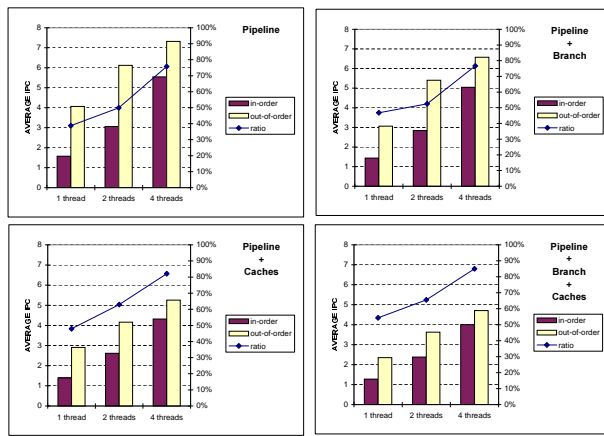 Pipeline
AVERAGE IPC
8
7
6
5
4
3
2
1
0
100%
90%
80%
70%
60%
50%
40%
30%
20%
10%
0%
1 thread
2 threads
4 threads
in-order
out-of-order
ratio
Pipeline
+
Branch
AVERAGE IPC
8
7
6
5
4
3
2
1
0
100%
90%
80%
70%
60%
50%
40%
30%
20%
10%
0%
1 thread
2 threads
4 threads
in-order
out-of-order
ratio
Pipeline
+
Caches
AVERAGE IPC
8
7
6
5
4
3
2
1
0
100%
90%
80%
70%
60%
50%
40%
30%
20%
10%
0%
1 thread
2 threads
4 threads
in-order
out-of-order
ratio
Pipeline
+
Branch
+
Caches
AVERAGE IPC
8
7
6
5
4
3
2
1
0
100%
90%
80%
70%
60%
50%
40%
30%
20%
10%
0%
1 thread
2 threads
4 threads
in-order
out-of-order
ratio